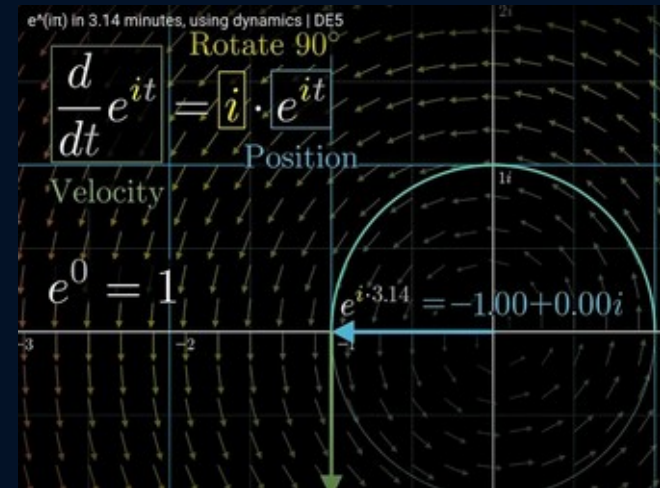 e^(iπ) in 3.14 minutes, using dynamics | DE5
Rotate 90°
d/dt e^{it} = i · e^{it}
Position
Velocity
e^0 = 1
e^{i·3.14} = -1.00+0.00i
2i
1i
-3
-2
-1